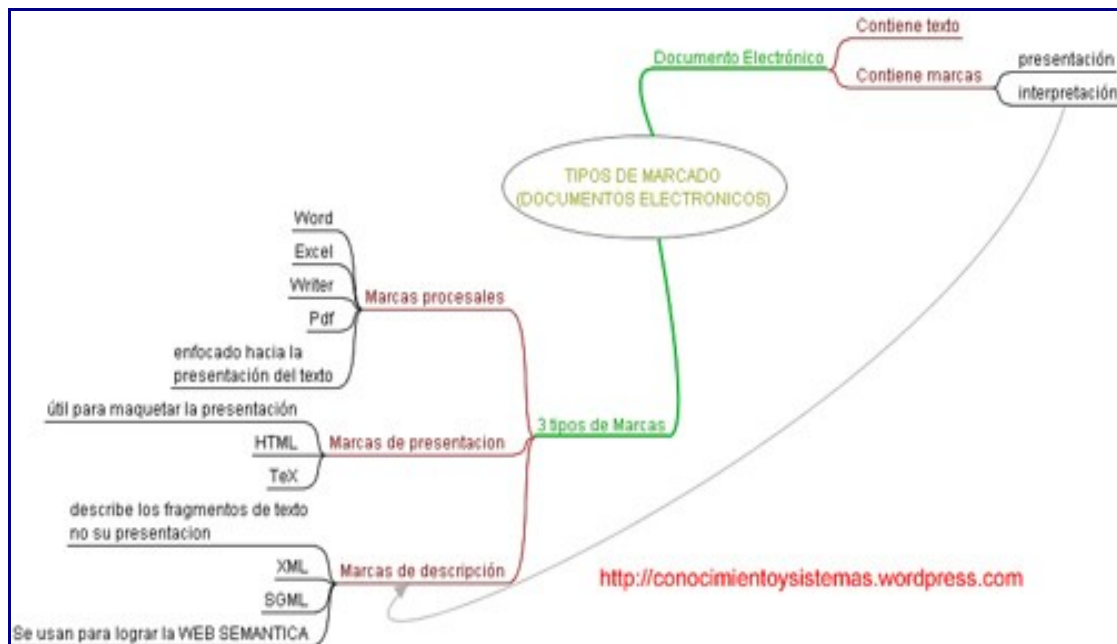 Contiene texto
Documento Electrónico
Contiene marcas
presentación
interpretación
TIPOS DE MARCADO
(DOCUMENTOS ELECTRONICOS)
Word
Excel
Writer
Pdf
Marcas procesales
enfocado hacia la
presentación del texto
útil para maquetar la presentación
HTML
TeX
Marcas de presentacion
3 tipos de Marcas
describe los fragmentos de texto
no su presentacion
XML
SGML
Se usan para lograr la WEB SEMANTICA
Marcas de descripción
http://conocimientoysistemas.wordpress.com